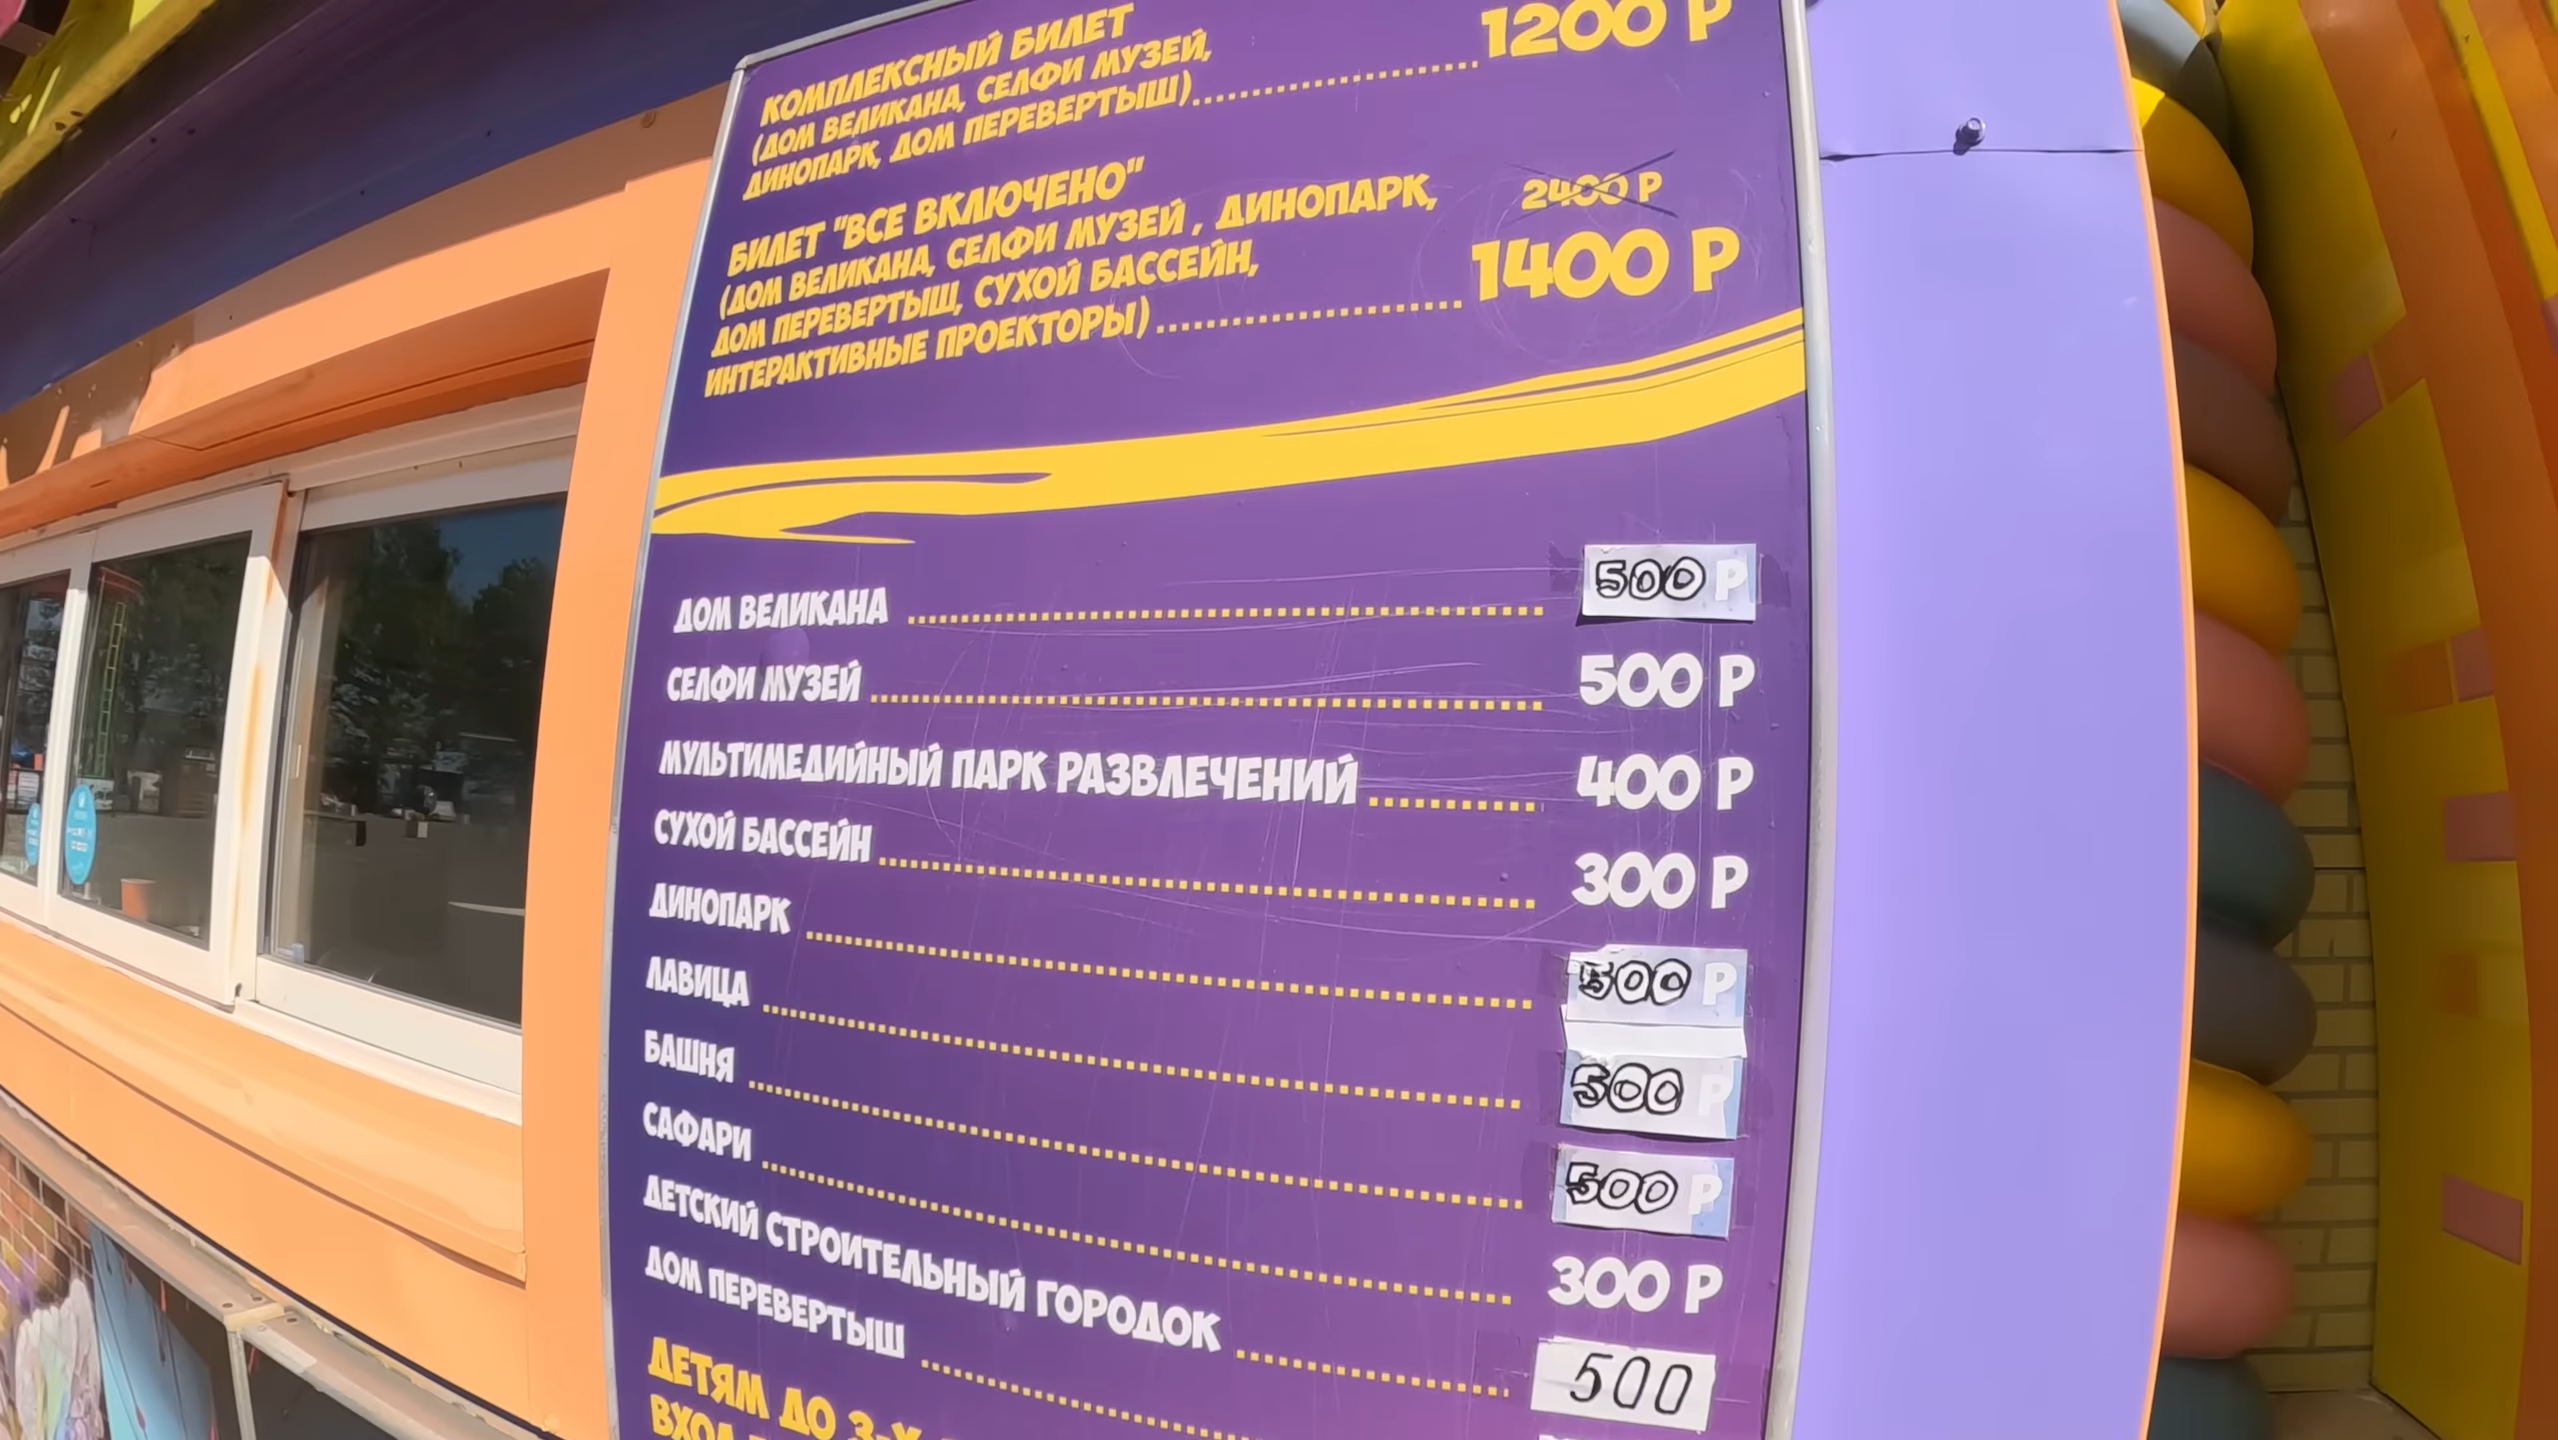 КОМПЛЕКСНЫЙ БИЛЕТ
(ДОМ ВЕЛИКАНА, СЕЛФИ МУЗЕЙ,
ДИНОПАРК, ДОМ ПЕРЕВЕРТЫШ)........................ 1200 Р
БИЛЕТ "ВСЕ ВКЛЮЧЕНО"
(ДОМ ВЕЛИКАНА, СЕЛФИ МУЗЕЙ , ДИНОПАРК, 2400 Р
ДОМ ПЕРЕВЕРТЫШ, СУХОЙ БАССЕЙН,
ИНТЕРАКТИВНЫЕ ПРОЕКТОРЫ)........................ 1400 Р
ДОМ ВЕЛИКАНА ........................ 500 Р
СЕЛФИ МУЗЕЙ ........................ 500 Р
МУЛЬТИМЕДИЙНЫЙ ПАРК РАЗВЛЕЧЕНИЙ ............ 400 Р
СУХОЙ БАССЕЙН ........................ 300 Р
ДИНОПАРК ........................ 500 Р
ЛАВИЦА ........................ 500 Р
БАШНЯ ........................ 500 Р
САФАРИ ........................ 300 Р
ДЕТСКИЙ СТРОИТЕЛЬНЫЙ ГОРОДОК ............ 500
ДОМ ПЕРЕВЕРТЫШ ........................
ДЕТЯМ ДО 3-Х
ВХОД